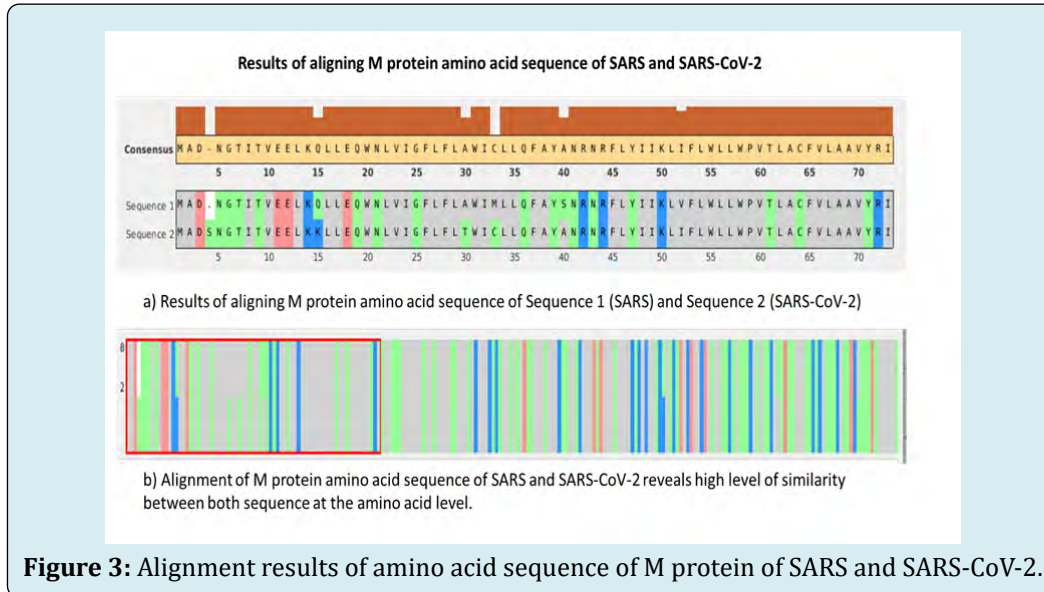 Results of aligning M protein amino acid sequence of SARS and SARS-CoV-2
Consensus M A D - N G T I T V E E L K Q L L E Q W N L V I G F L F L A W I C L L Q F A Y A N R N R F L Y I I K L I F L W L L W P V T L A C F V L A A V Y R I
5 10 15 20 25 30 35 40 45 50 55 60 65 70
Sequence 1 M A D . N G T I T V E E L K Q L L E Q W N L V I G F L F L A W I M L L Q F A Y S N R N R F L Y I I K L V F L W L L W P V T L A C F V L A A V Y R I
Sequence 2 M A D S N G T I T V E E L K K L L E Q W N L V I G F L F L T W I C L L Q F A Y A N R N R F L Y I I K L I F L W L L W P V T L A C F V L A A V Y R I
5 10 15 20 25 30 35 40 45 50 55 60 65 70
a) Results of aligning M protein amino acid sequence of Sequence 1 (SARS) and Sequence 2 (SARS-CoV-2)
0
2
b) Alignment of M protein amino acid sequence of SARS and SARS-CoV-2 reveals high level of similarity
between both sequence at the amino acid level.
Figure 3: Alignment results of amino acid sequence of M protein of SARS and SARS-CoV-2.